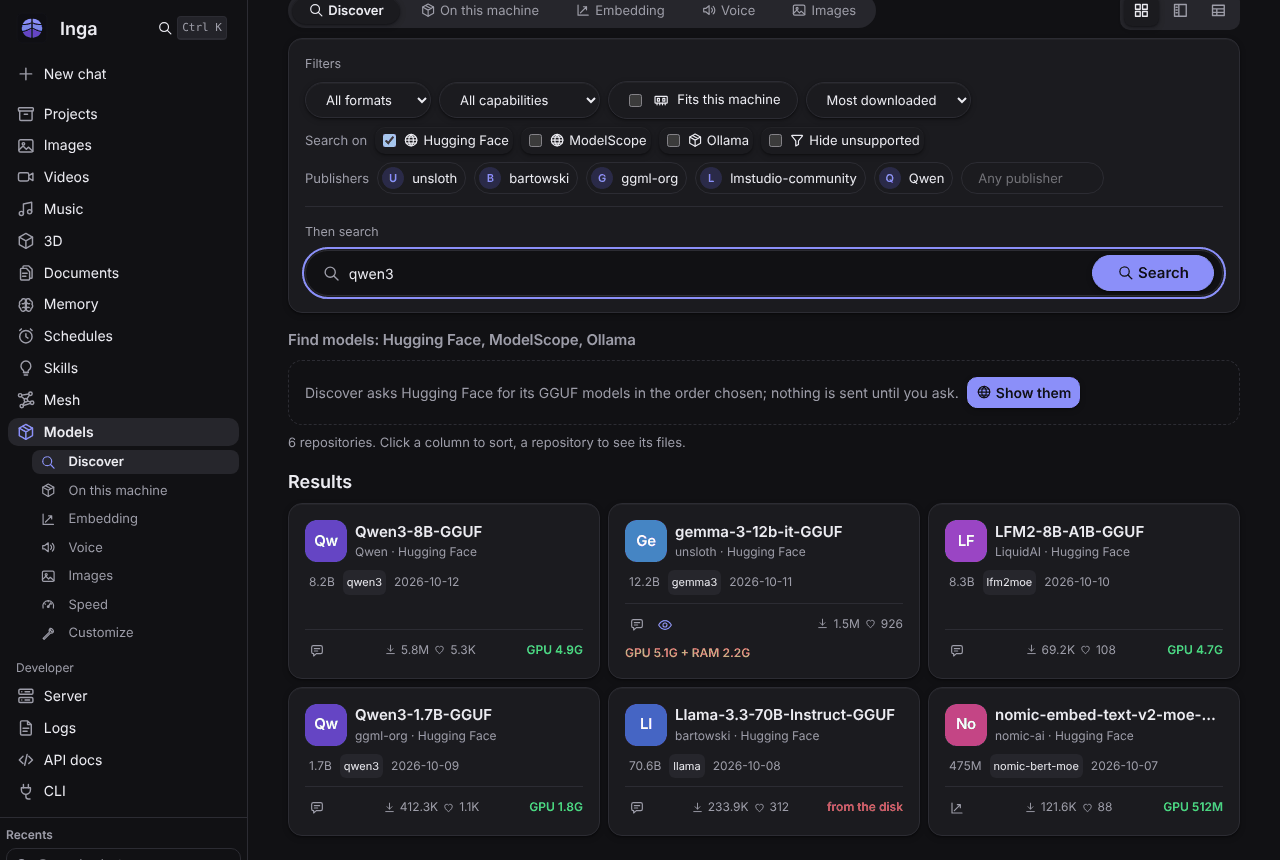 Inga
Ctrl K
New chat
Projects
Images
Videos
Music
3D
Documents
Memory
Schedules
Skills
Mesh
Models
Discover
On this machine
Embedding
Voice
Images
Speed
Customize
Developer
Server
Logs
API docs
CLI
Recents
Discover On this machine Embedding Voice Images
Filters
All formats All capabilities Fits this machine Most downloaded
Search on Hugging Face ModelScope Ollama Hide unsupported
Publishers U unsloth B bartowski G ggml-org L lmstudio-community Q Qwen Any publisher
Then search
qwen3 Search
Find models: Hugging Face, ModelScope, Ollama
Discover asks Hugging Face for its GGUF models in the order chosen; nothing is sent until you ask. Show them
6 repositories. Click a column to sort, a repository to see its files.
Results
Qw Qwen3-8B-GGUF
Qwen · Hugging Face
8.2B qwen3 2026-10-12
5.8M 5.3K GPU 4.9G
Ge gemma-3-12b-it-GGUF
unsloth · Hugging Face
12.2B gemma3 2026-10-11
1.5M 926
GPU 5.1G + RAM 2.2G
LF LFM2-8B-A1B-GGUF
LiquidAI · Hugging Face
8.3B lfm2moe 2026-10-10
69.2K 108 GPU 4.7G
Qw Qwen3-1.7B-GGUF
ggml-org · Hugging Face
1.7B qwen3 2026-10-09
412.3K 1.1K GPU 1.8G
Ll Llama-3.3-70B-Instruct-GGUF
bartowski · Hugging Face
70.6B llama 2026-10-08
233.9K 312 from the disk
No nomic-embed-text-v2-moe-...
nomic-ai · Hugging Face
475M nomic-bert-moe 2026-10-07
121.6K 88 GPU 512M